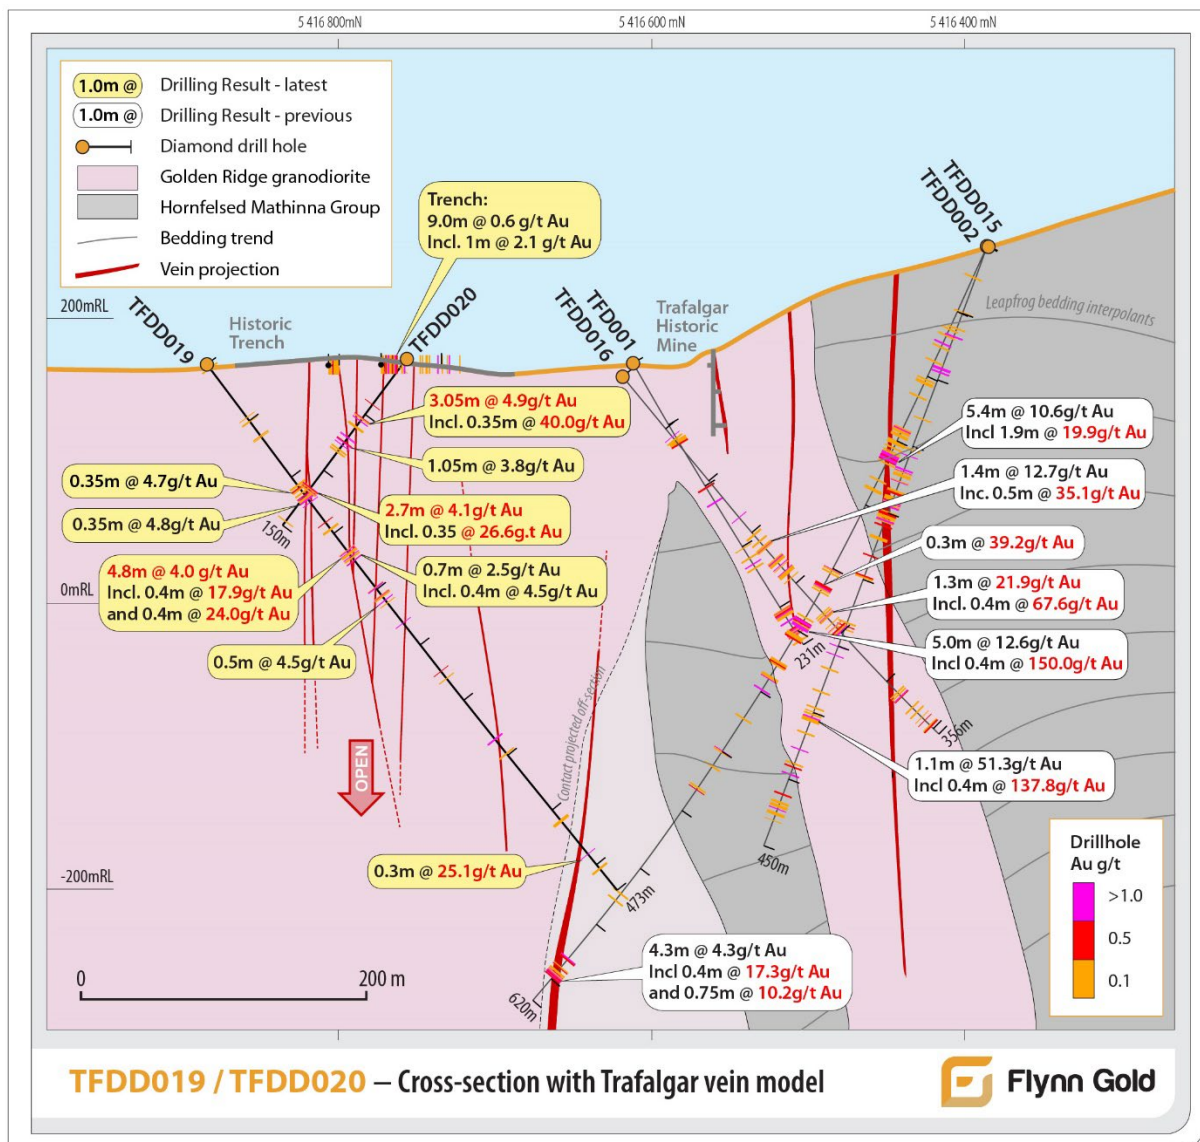 5 416 800mN
5 416 600 mN
5 416 400 mN
1.0m @ Drilling Result - latest
1.0m @ Drilling Result - previous
Diamond drill hole
Golden Ridge granodiorite
Hornfelsed Mathinna Group
Bedding trend
Vein projection
Trench:
9.0m @ 0.6 g/t Au
Incl. 1m @ 2.1 g/t Au
TFDD015
TFDD002
200mRL
TFDD019
Historic
Trench
TFDD020
TFD001
TFDD016
Trafalgar
Historic
Mine
Leapfrog bedding interpolants
3.05m @ 4.9g/t Au
Incl. 0.35m @ 40.0g/t Au
1.05m @ 3.8g/t Au
5.4m @ 10.6g/t Au
Incl 1.9m @ 19.9g/t Au
0.35m @ 4.7g/t Au
1.4m @ 12.7g/t Au
Inc. 0.5m @ 35.1g/t Au
2.7m @ 4.1g/t Au
Incl. 0.35 @ 26.6g.t Au
0.35m @ 4.8g/t Au
150m
0.3m @ 39.2g/t Au
4.8m @ 4.0 g/t Au
Incl. 0.4m @ 17.9g/t Au
and 0.4m @ 24.0g/t Au
0.7m @ 2.5g/t Au
Incl. 0.4m @ 4.5g/t Au
1.3m @ 21.9g/t Au
Incl. 0.4m @ 67.6g/t Au
0mRL
0.5m @ 4.5g/t Au
5.0m @ 12.6g/t Au
Incl 0.4m @ 150.0g/t Au
231m
356m
Contact projected off-section
OPEN
1.1m @ 51.3g/t Au
Incl 0.4m @ 137.8g/t Au
450m
0.3m @ 25.1g/t Au
-200mRL
473m
Drillhole
Au g/t
>1.0
0.5
0.1
4.3m @ 4.3g/t Au
Incl 0.4m @ 17.3g/t Au
and 0.75m @ 10.2g/t Au
620m
0 200 m
TFDD019 / TFDD020 – Cross-section with Trafalgar vein model
Flynn Gold